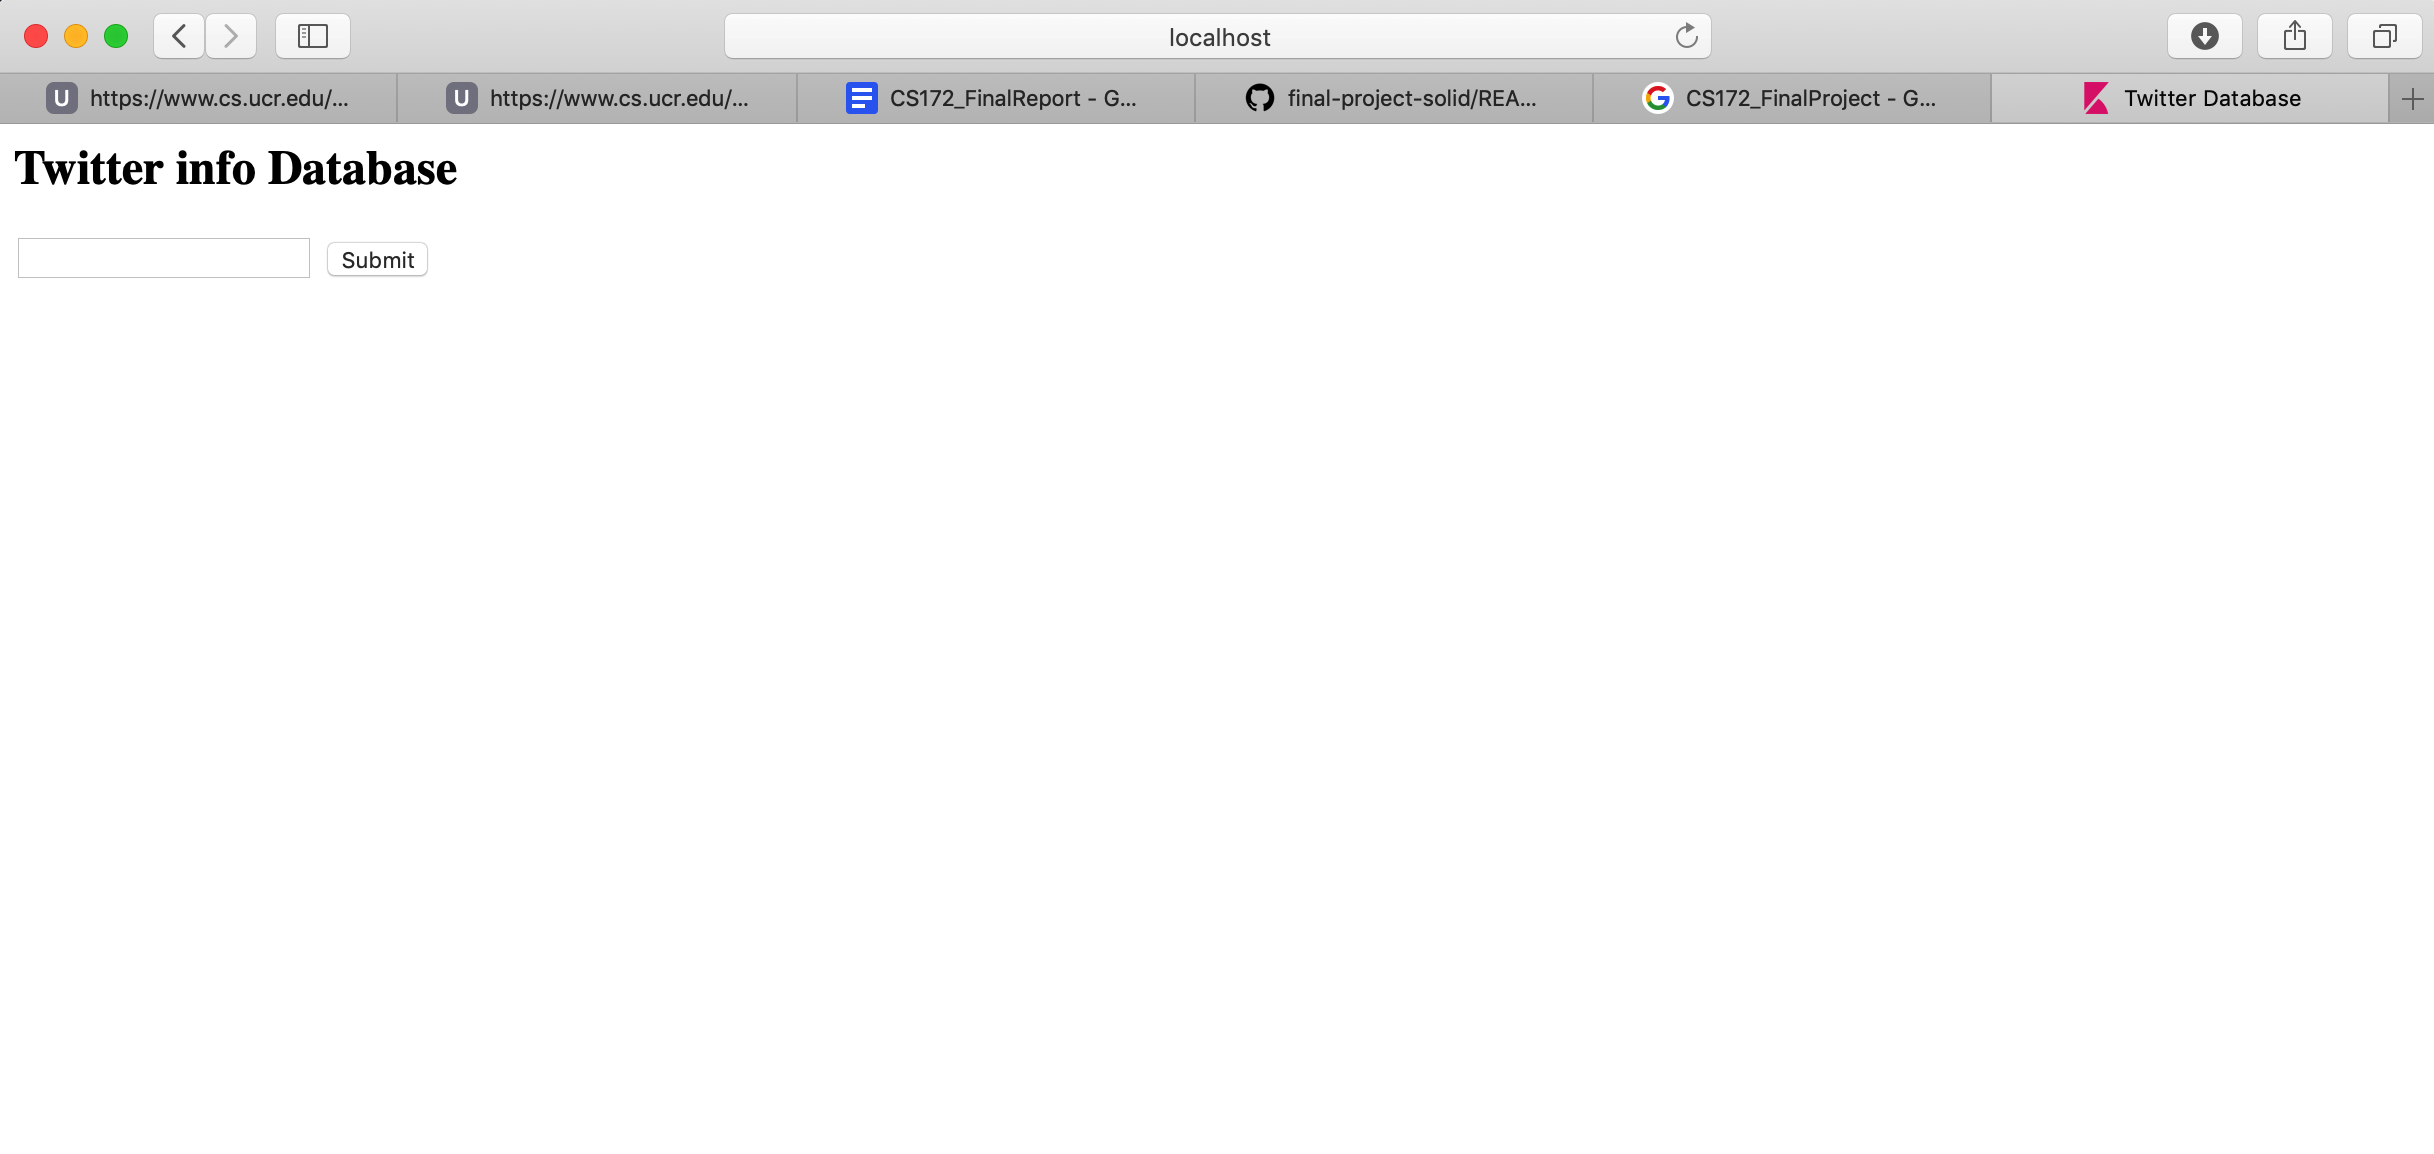 localhost
U https://www.cs.ucr.edu/...
U https://www.cs.ucr.edu/...
CS172_FinalReport - G...
final-project-solid/REA...
G CS172_FinalProject - G...
Twitter Database
Twitter info Database
Submit